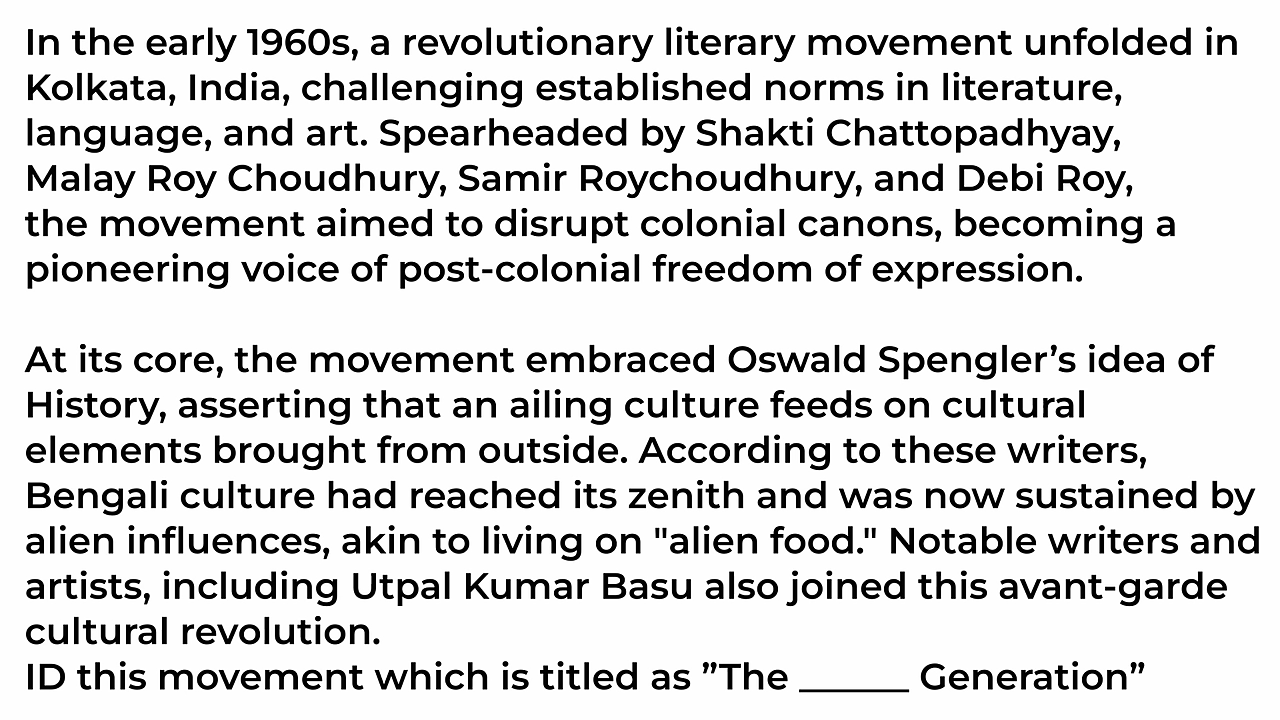 In the early 1960s, a revolutionary literary movement unfolded in
Kolkata, India, challenging established norms in literature,
language, and art. Spearheaded by Shakti Chattopadhyay,
Malay Roy Choudhury, Samir Roychoudhury, and Debi Roy,
the movement aimed to disrupt colonial canons, becoming a
pioneering voice of post-colonial freedom of expression.

At its core, the movement embraced Oswald Spengler’s idea of
History, asserting that an ailing culture feeds on cultural
elements brought from outside. According to these writers,
Bengali culture had reached its zenith and was now sustained by
alien influences, akin to living on "alien food." Notable writers and
artists, including Utpal Kumar Basu also joined this avant-garde
cultural revolution.
ID this movement which is titled as ”The ______ Generation”